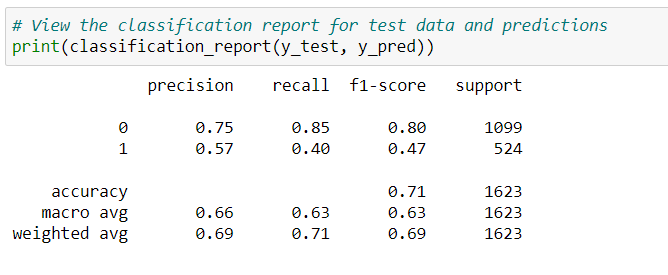 # View the classification report for test data and predictions
print(classification_report(y_test, y_pred))
precision recall f1-score support
0 0.75 0.85 0.80 1099
1 0.57 0.40 0.47 524
accuracy 0.71 1623
macro avg 0.66 0.63 0.63 1623
weighted avg 0.69 0.71 0.69 1623